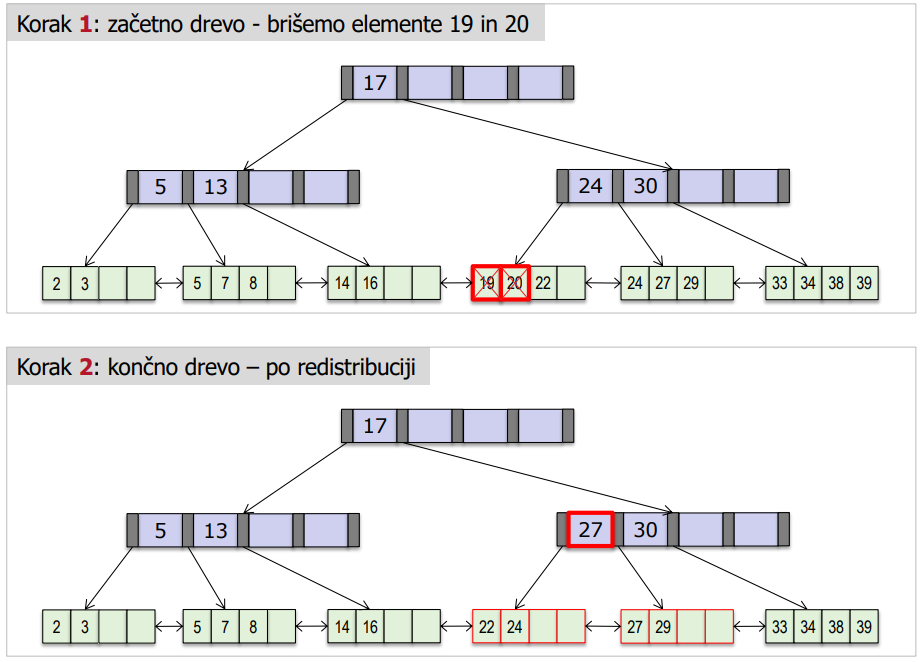 Korak 1: začetno drevo - brišemo elemente 19 in 20
17
5 13 24 30
2 3 5 7 8 14 16 19 20 22 24 27 29 33 34 38 39
Korak 2: končno drevo – po redistribuciji
17
5 13 27 30
2 3 5 7 8 14 16 22 24 27 29 33 34 38 39